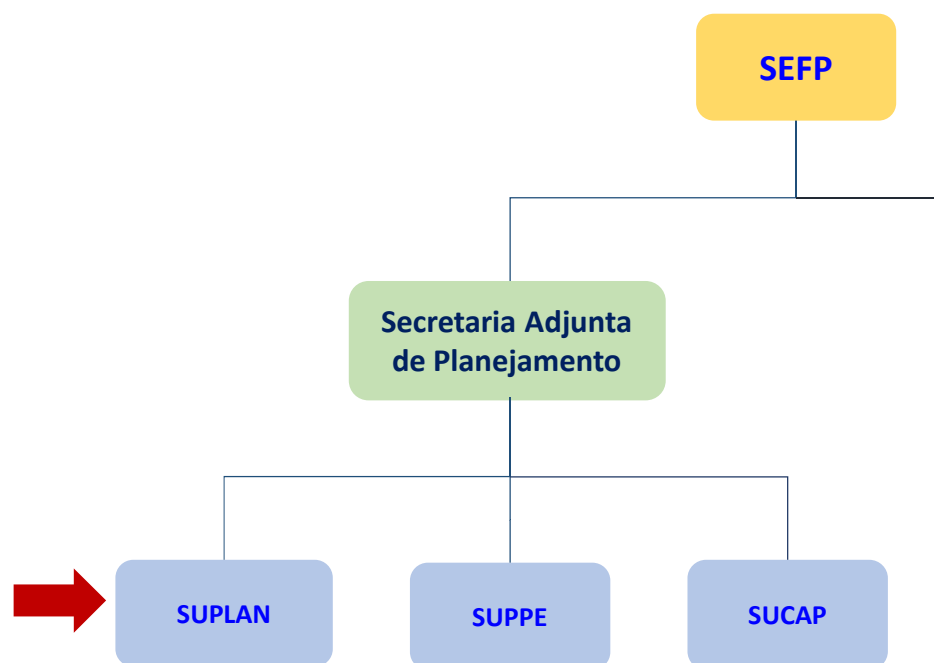 SEFP
Secretaria Adjunta
de Planejamento
SUPLAN
SUPPE
SUCAP